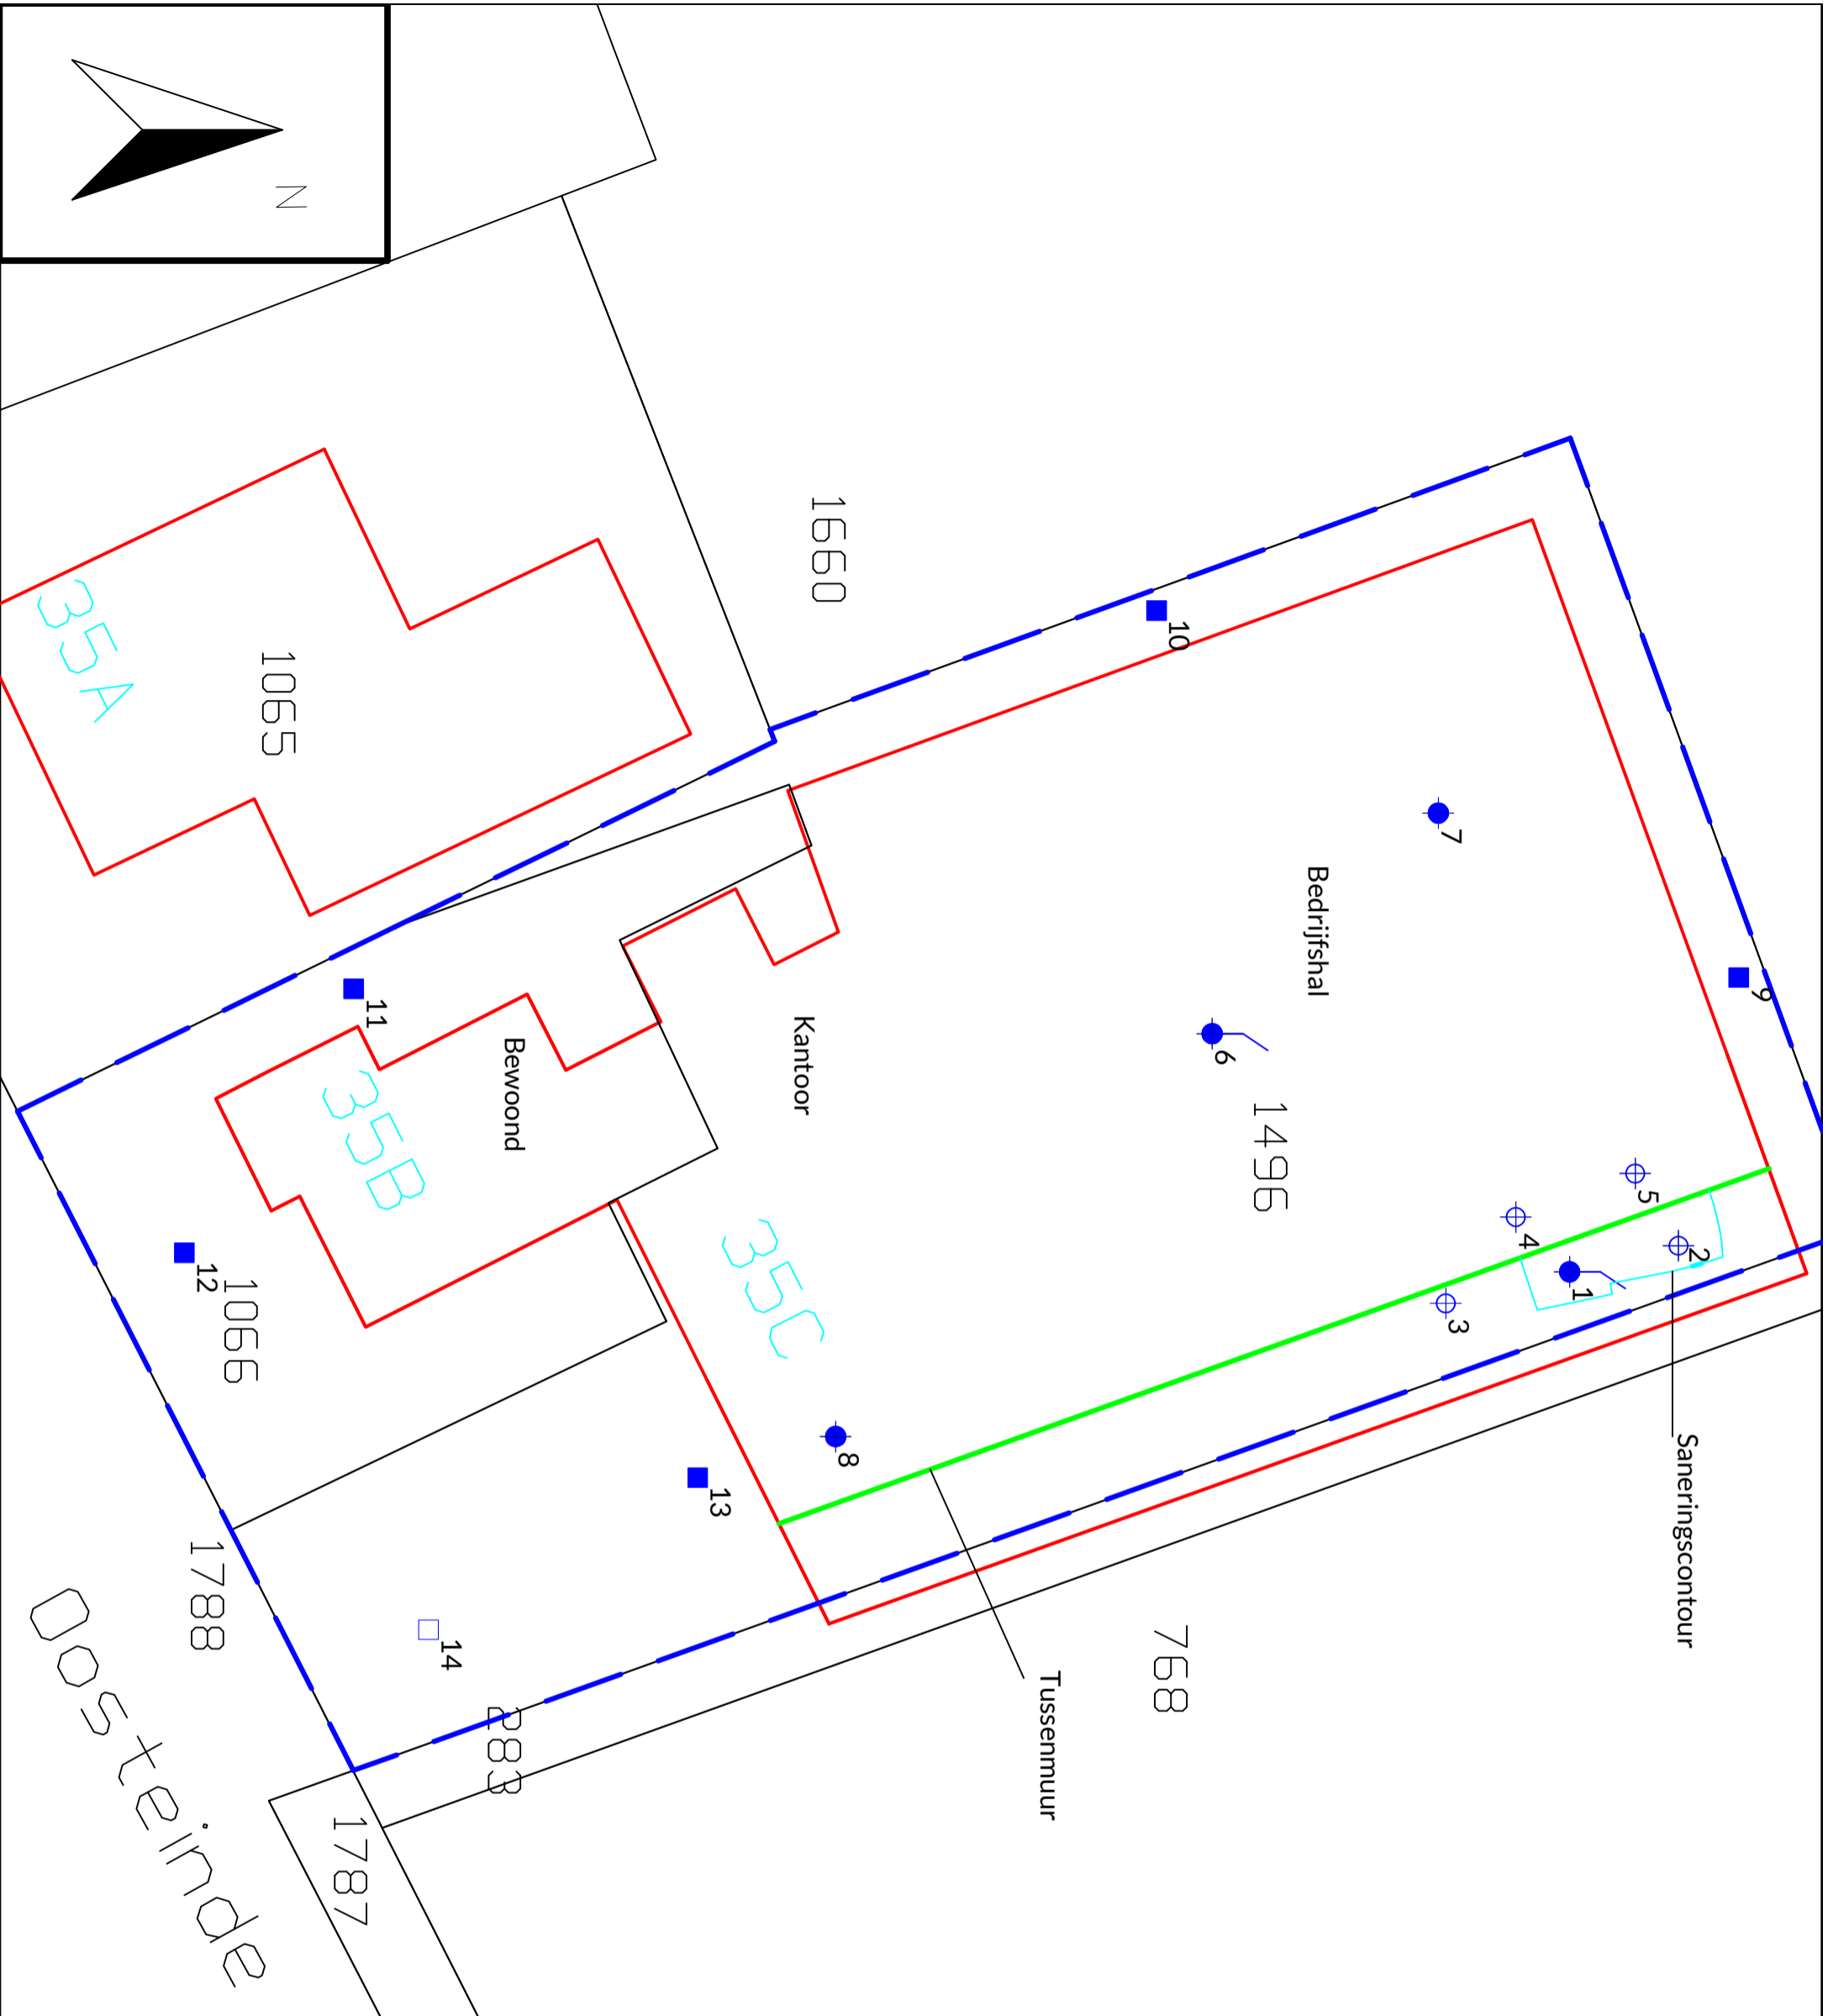 N
9
2
5
Saneringscontour
1
4
7
3
Bedrijfshal
1496
6
10
768
Tussenmuur
8
1660
Kantoor
35C
13
Bewoond
283
14
35B
11
1787
1065
1066
12
1788
35A
Oosteinde